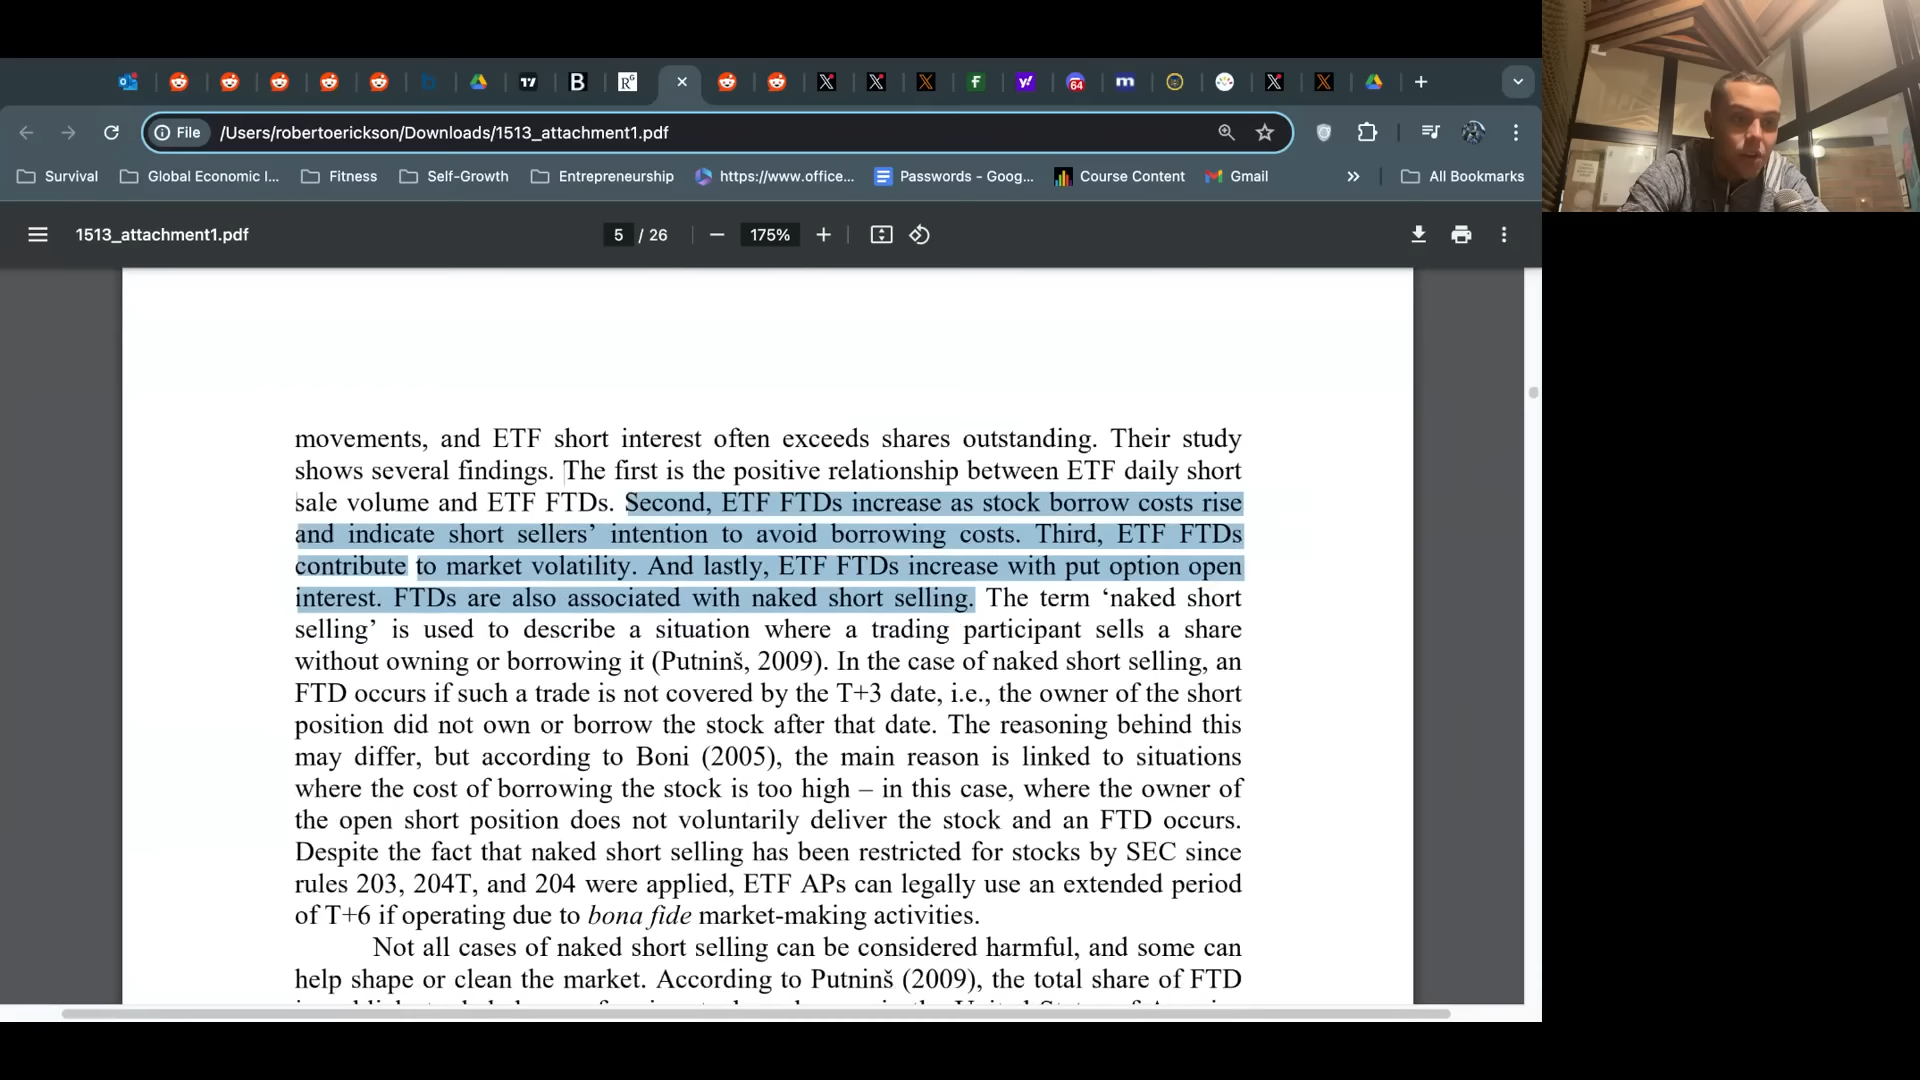 64
File /Users/robertoerickson/Downloads/1513_attachment1.pdf
Survival Global Economic I... Fitness Self-Growth Entrepreneurship https://www.office... Passwords - Goog... Course Content Gmail All Bookmarks
1513_attachment1.pdf 5 / 26 175%
movements, and ETF short interest often exceeds shares outstanding. Their study
shows several findings. The first is the positive relationship between ETF daily short
sale volume and ETF FTDs. Second, ETF FTDs increase as stock borrow costs rise
and indicate short sellers’ intention to avoid borrowing costs. Third, ETF FTDs
contribute to market volatility. And lastly, ETF FTDs increase with put option open
interest. FTDs are also associated with naked short selling. The term ‘naked short
selling’ is used to describe a situation where a trading participant sells a share
without owning or borrowing it (Putninš, 2009). In the case of naked short selling, an
FTD occurs if such a trade is not covered by the T+3 date, i.e., the owner of the short
position did not own or borrow the stock after that date. The reasoning behind this
may differ, but according to Boni (2005), the main reason is linked to situations
where the cost of borrowing the stock is too high – in this case, where the owner of
the open short position does not voluntarily deliver the stock and an FTD occurs.
Despite the fact that naked short selling has been restricted for stocks by SEC since
rules 203, 204T, and 204 were applied, ETF APs can legally use an extended period
of T+6 if operating due to bona fide market-making activities.
Not all cases of naked short selling can be considered harmful, and some can
help shape or clean the market. According to Putninš (2009), the total share of FTD